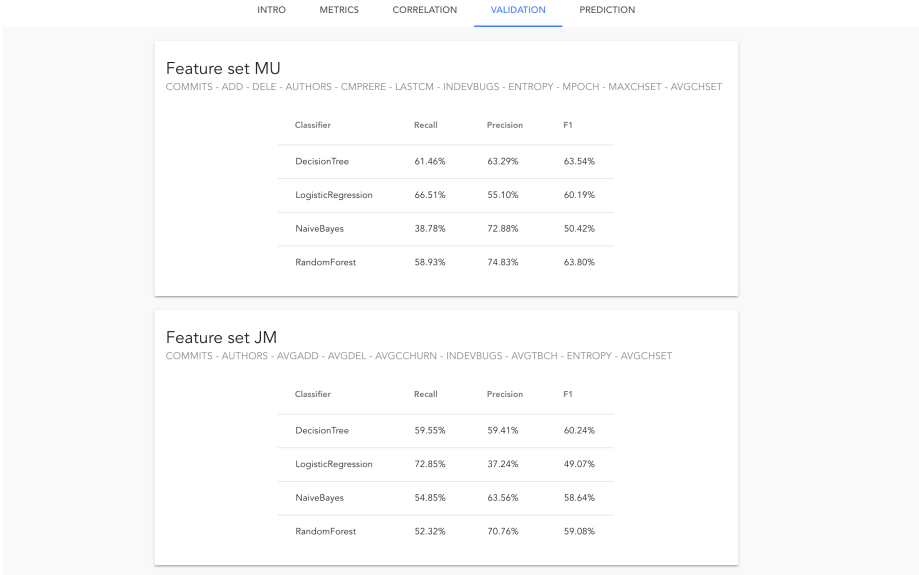 INTRO METRICS CORRELATION VALIDATION PREDICTION
Feature set MU
COMMITS - ADD - DELE - AUTHORS - CMPRERE - LASTCM - INDEVBUGS - ENTROPY - MPOCH - MAXCHSET - AVGCHSET
Classifier Recall Precision F1
DecisionTree 61.46% 63.29% 63.54%
LogisticRegression 66.51% 55.10% 60.19%
NaiveBayes 38.78% 72.88% 50.42%
RandomForest 58.93% 74.83% 63.80%
Feature set JM
COMMITS - AUTHORS - AVGADD - AVGDEL - AVGCCHURN - INDEVBUGS - AVGTBCH - ENTROPY - AVGCHSET
Classifier Recall Precision F1
DecisionTree 59.55% 59.41% 60.24%
LogisticRegression 72.85% 37.24% 49.07%
NaiveBayes 54.85% 63.56% 58.64%
RandomForest 52.32% 70.76% 59.08%